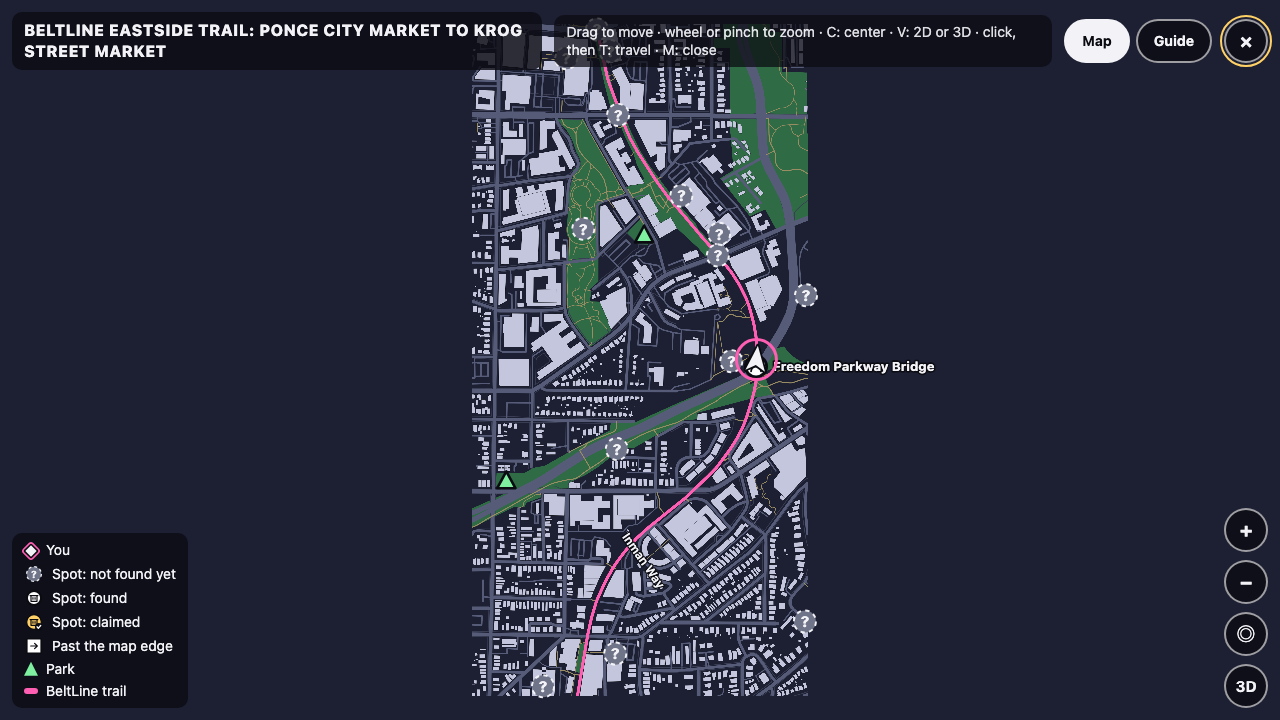 BELTLINE EASTSIDE TRAIL: PONCE CITY MARKET TO KROG
STREET MARKET
Drag to move · wheel or pinch to zoom · C: center · V: 2D or 3D · click,
then T: travel · M: close
Map
Guide
×
?
?
?
?
?
?
?
Freedom Parkway Bridge
?
Inman Way
?
?
?
You
? Spot: not found yet
Spot: found
Spot: claimed
Past the map edge
Park
BeltLine trail
+
−
3D